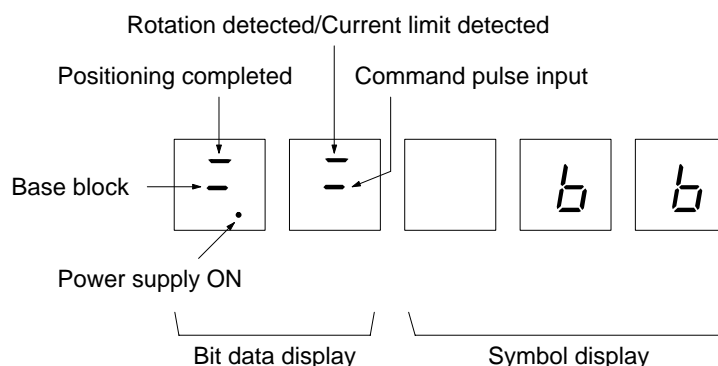 Rotation detected/Current limit detected
Positioning completed
Command pulse input
Base block
b b
Power supply ON
Bit data display
Symbol display